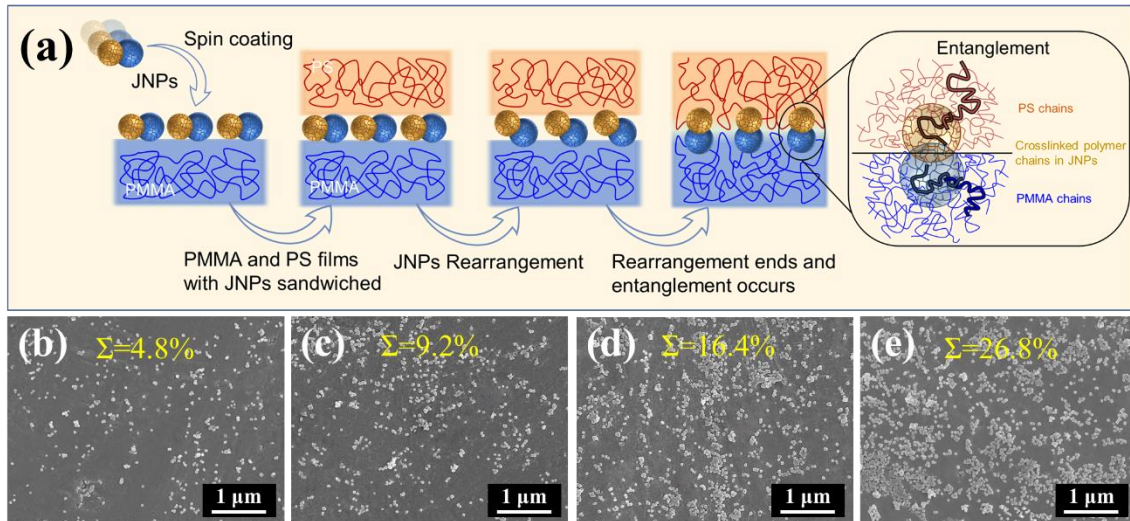 (a)
Spin coating
JNPs
PS
PMMA
PMMA
PMMA and PS films
with JNPs sandwiched
JNPs Rearrangement
Rearrangement ends and
entanglement occurs
Entanglement
PS chains
Crosslinked polymer
chains in JNPs
PMMA chains
(b)
Σ=4.8%
1 μm
(c)
Σ=9.2%
1 μm
(d)
Σ=16.4%
1 μm
(e)
Σ=26.8%
1 μm